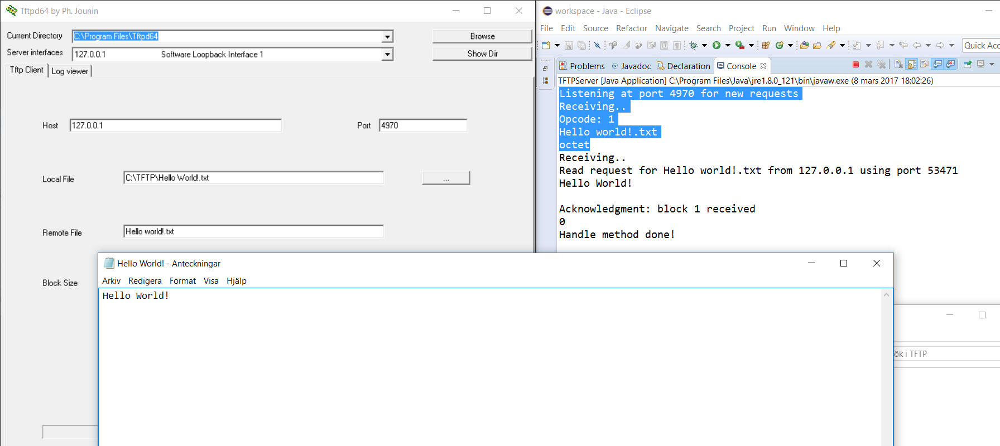 Tftpd64 by Ph. Jounin
Current Directory C:\Program Files\Tftpd64 Browse
Server interfaces 127.0.0.1 Software Loopback Interface 1 Show Dir
Tftp Client Log viewer
Host 127.0.0.1 Port 4970
Local File C:\TFTP\Hello World!.txt ...
Remote File Hello world!.txt
Block Size
workspace - Java - Eclipse
File Edit Source Refactor Navigate Search Project Run Window Help
Quick Acc
Problems @ Javadoc Declaration Console
TFTPServer [Java Application] C:\Program Files\Java\jre1.8.0_121\bin\javaw.exe (8 mars 2017 18:02:26)
Listening at port 4970 for new requests
Receiving..
Opcode: 1
Hello world!.txt
octet
Receiving..
Read request for Hello world!.txt from 127.0.0.1 using port 53471
Hello World!
Acknowledgment: block 1 received
0
Handle method done!
Hello World! - Anteckningar
Arkiv Redigera Format Visa Hjälp
Hello World!
ök i TFTP